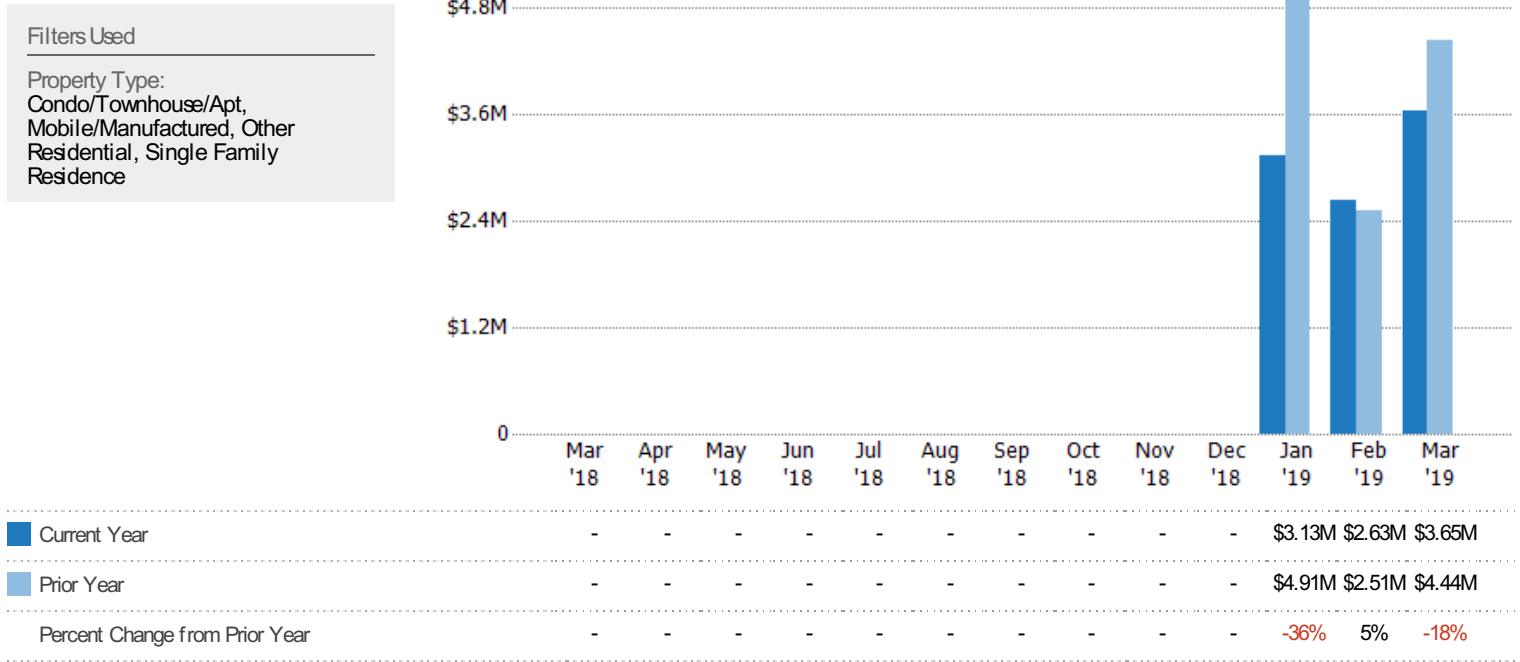 Filters Used
Property Type:
Condo/Townhouse/Apt,
Mobile/Manufactured, Other
Residential, Single Family
Residence
$4.8M
$3.6M
$2.4M
$1.2M
0
Mar Apr May Jun Jul Aug Sep Oct Nov Dec Jan Feb Mar
'18 '18 '18 '18 '18 '18 '18 '18 '18 '18 '19 '19 '19
Current Year - - - - - - - - - - $3.13M $2.63M $3.65M
Prior Year - - - - - - - - - - $4.91M $2.51M $4.44M
Percent Change from Prior Year - - - - - - - - - - -36% 5% -18%